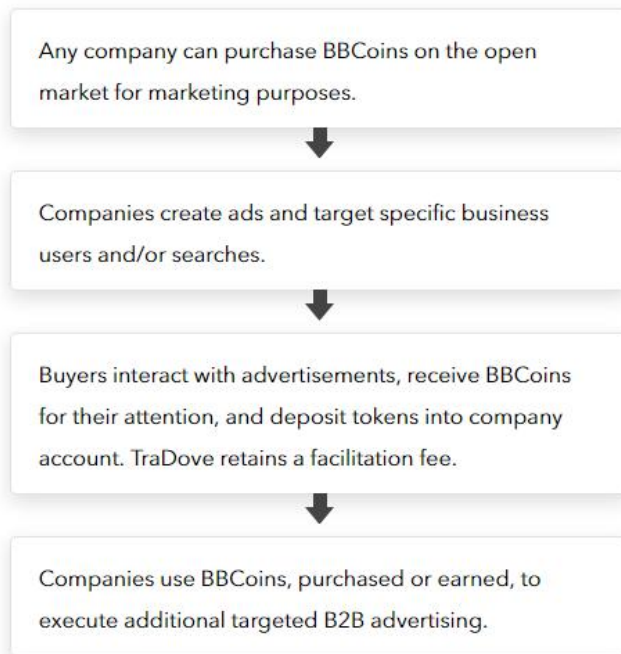 Any company can purchase BBCoins on the open
market for marketing purposes.
Companies create ads and target specific business
users and/or searches.
Buyers interact with advertisements, receive BBCoins
for their attention, and deposit tokens into company
account. TraDove retains a facilitation fee.
Companies use BBCoins, purchased or earned, to
execute additional targeted B2B advertising.